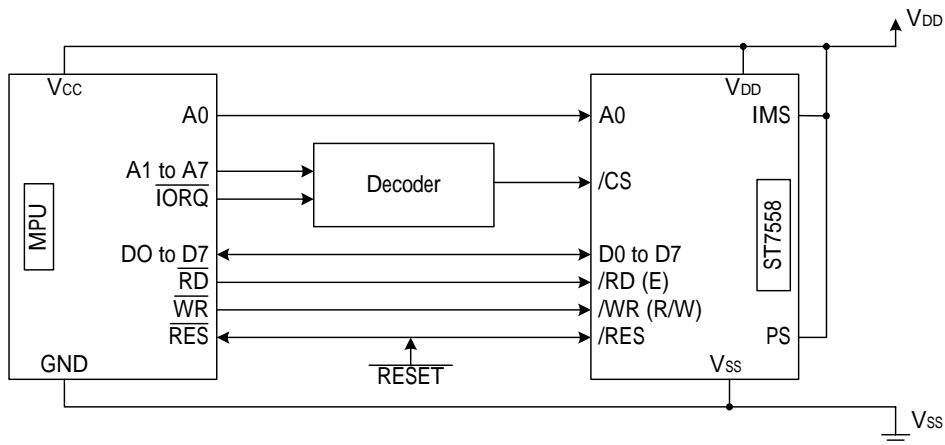 VDD
VCC
VDD
A0
A0
IMS
A1 to A7
IORQ
Decoder
/CS
MPU
ST7558
DO to D7
D0 to D7
RD
/RD (E)
WR
/WR (R/W)
RES
/RES
PS
GND
RESET
VSS
VSS